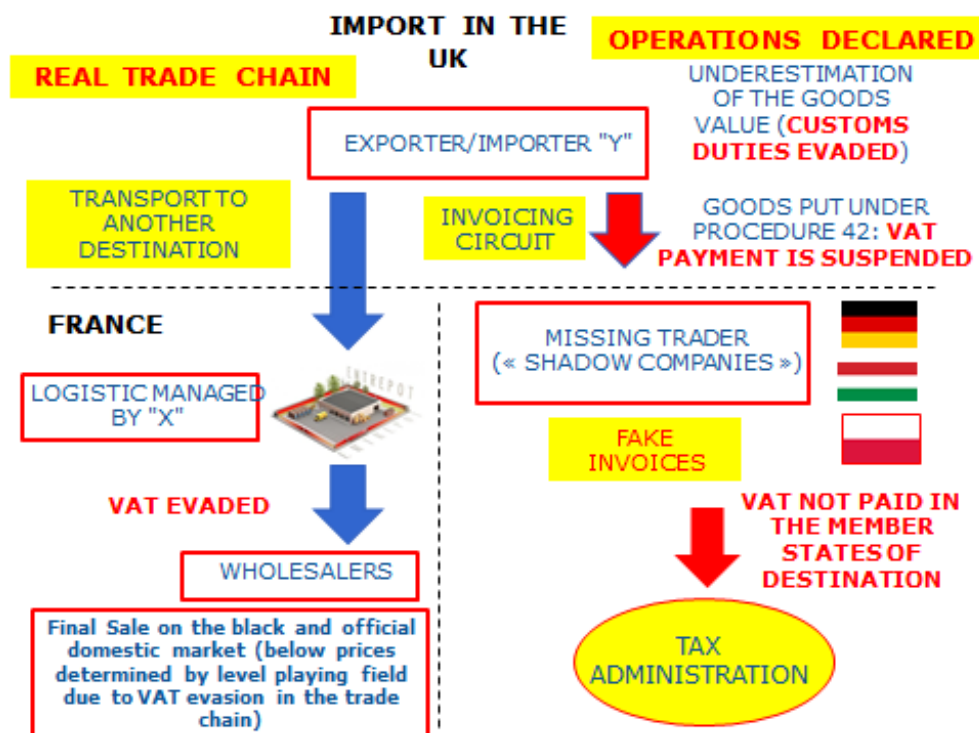 IMPORT IN THE
UK
OPERATIONS DECLARED
REAL TRADE CHAIN
UNDERESTIMATION
OF THE GOODS
VALUE (CUSTOMS
DUTIES EVADED)
EXPORTER/IMPORTER "Y"
TRANSPORT TO
ANOTHER
DESTINATION
INVOICING
CIRCUIT
GOODS PUT UNDER
PROCEDURE 42: VAT
PAYMENT IS SUSPENDED
FRANCE
MISSING TRADER
(« SHADOW COMPANIES »)
ENTREPOT
LOGISTIC MANAGED
BY "X"
FAKE
INVOICES
VAT EVADED
VAT NOT PAID IN
THE MEMBER
STATES OF
DESTINATION
WHOLESALERS
Final Sale on the black and official
domestic market (below prices
determined by level playing field
due to VAT evasion in the trade
chain)
TAX
ADMINISTRATION